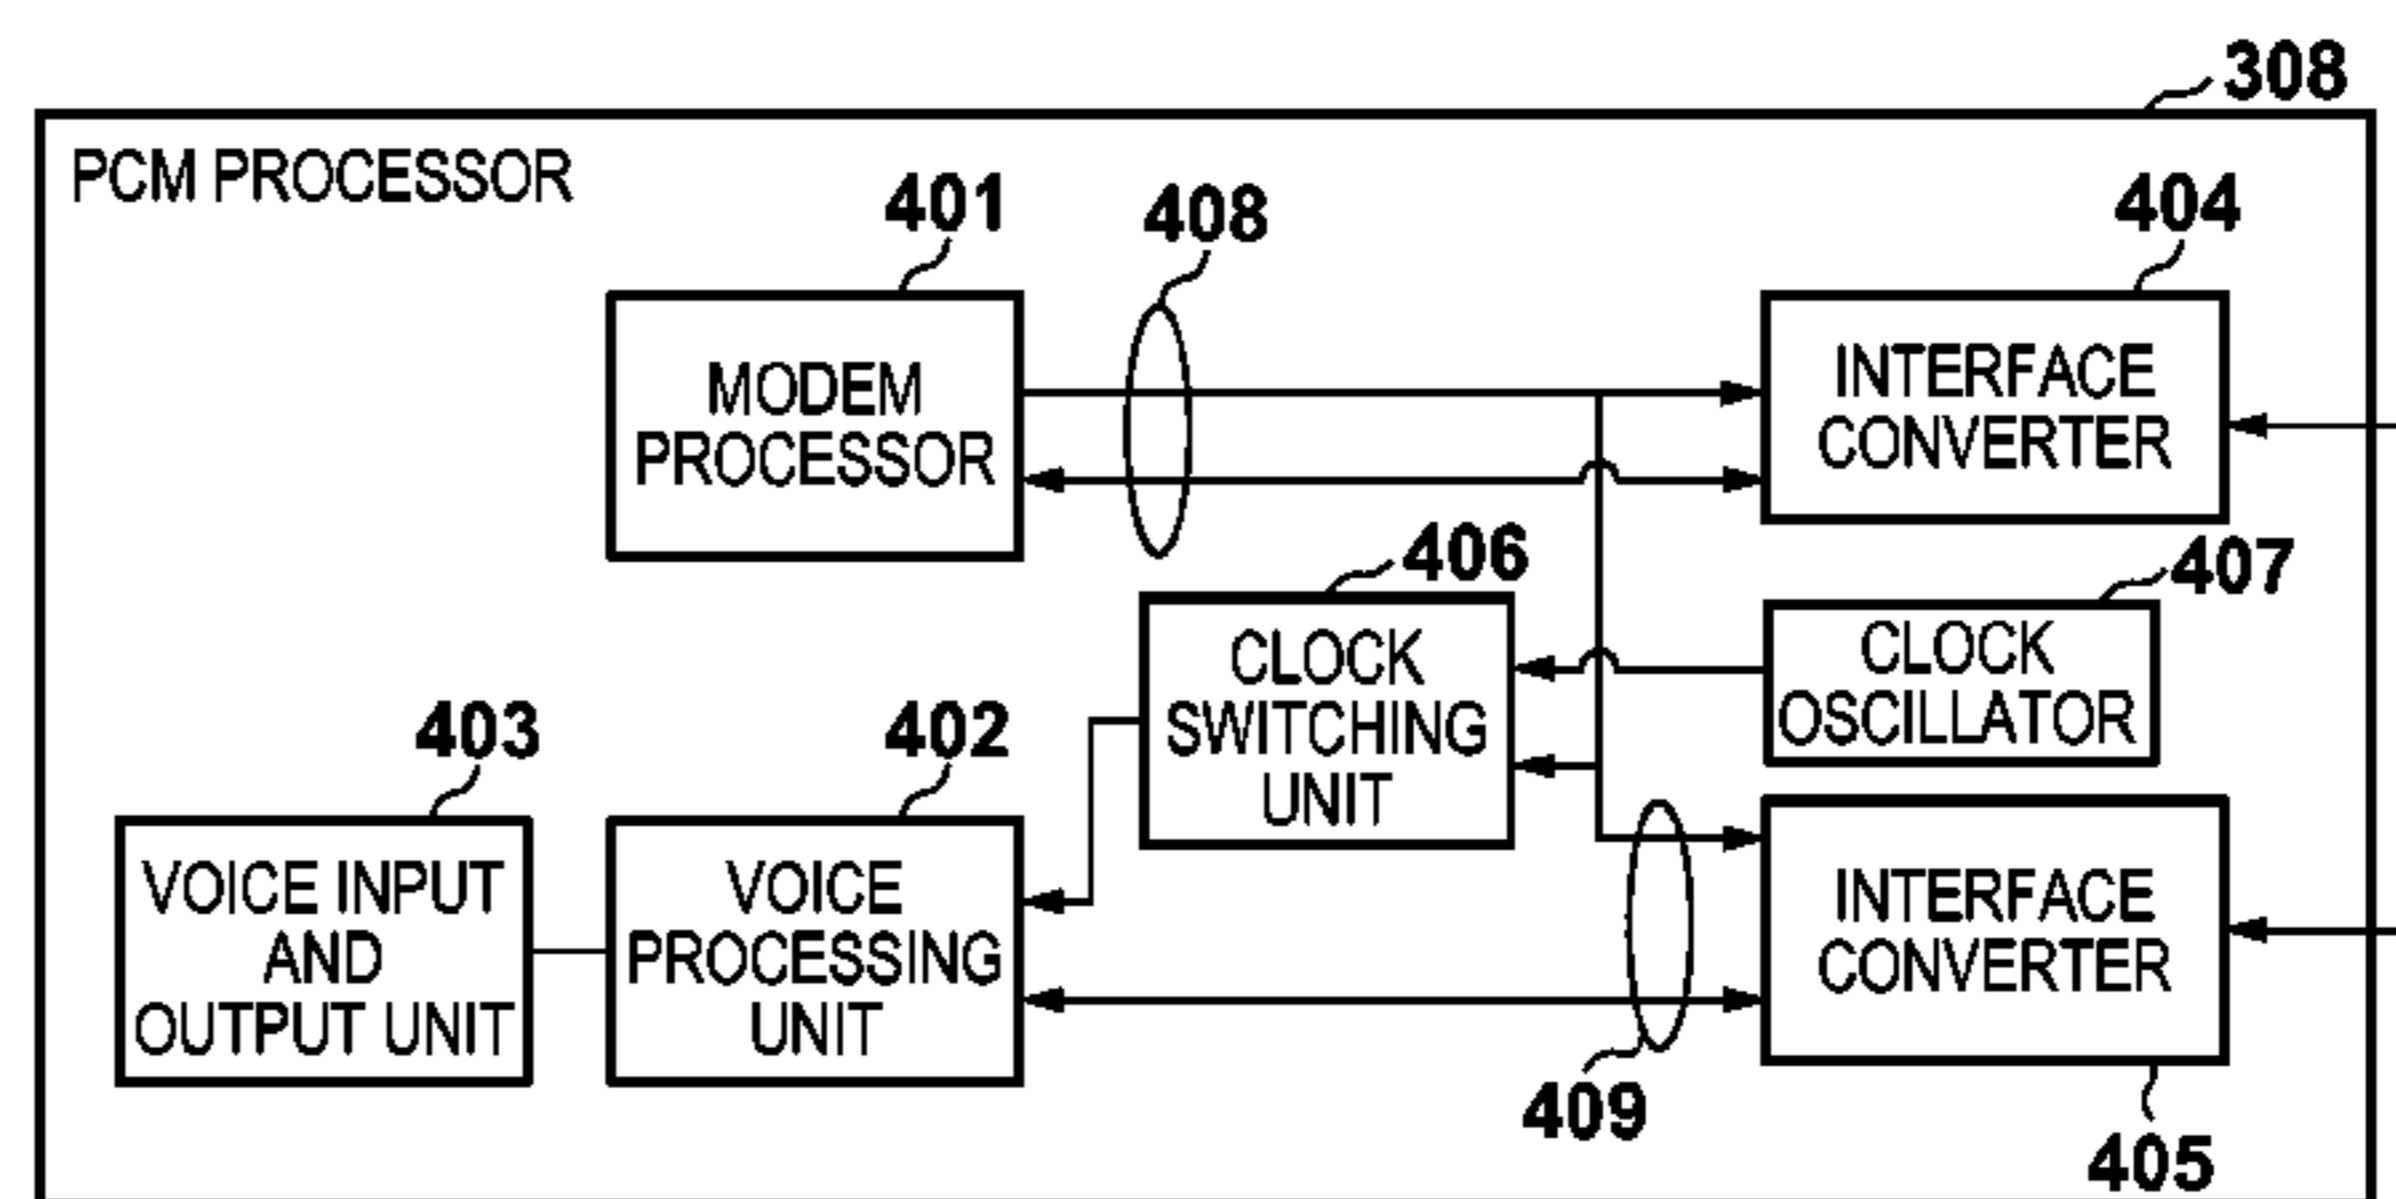 308
PCM PROCESSOR
401
408
404
MODEM
PROCESSOR
INTERFACE
CONVERTER
406
407
CLOCK
SWITCHING
UNIT
CLOCK
OSCILLATOR
403
402
VOICE INPUT
AND
OUTPUT UNIT
VOICE
PROCESSING
UNIT
INTERFACE
CONVERTER
409
405